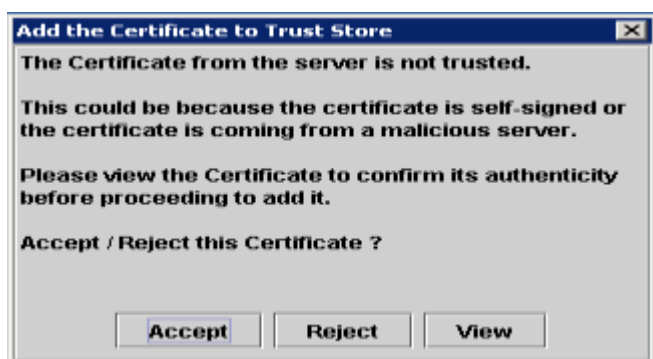 Add the Certificate to Trust Store
The Certificate from the server is not trusted.
This could be because the certificate is self-signed or
the certificate is coming from a malicious server.
Please view the Certificate to confirm its authenticity
before proceeding to add it.
Accept / Reject this Certificate ?
Accept Reject View